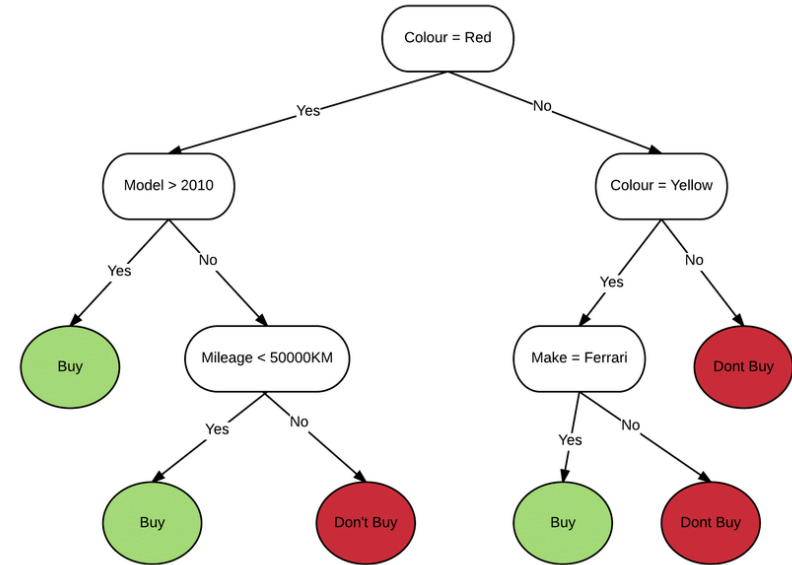 Colour = Red
Yes
No
Model > 2010
Colour = Yellow
Yes
No
Yes
No
Buy
Mileage < 50000KM
Make = Ferrari
Dont Buy
Yes
No
Yes
No
Buy
Don't Buy
Buy
Dont Buy